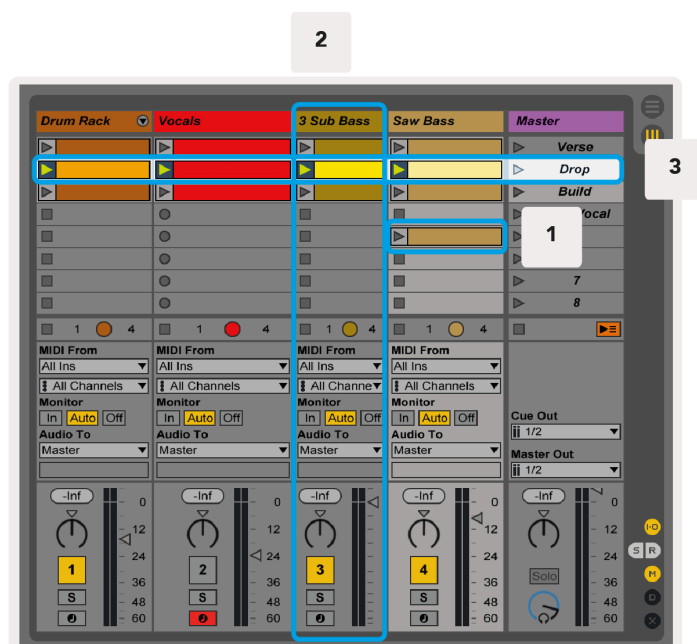 2
Drum Rack Vocals 3 Sub Bass Saw Bass Master
Verse
Drop
3
Build
1
7
8
1 4 1 4 1 4 1 4
MIDI From MIDI From MIDI From MIDI From
All Ins All Ins All Ins All Ins
All Channels All Channels All Channe All Channels
Monitor Monitor Monitor Monitor
In Auto Off In Auto Off In Auto Off In Auto Off
Cue Out
Audio To Audio To Audio To Audio To
1/2
Master Master Master Master
Master Out
1/2
-Inf -Inf -Inf -Inf -Inf
0 0 0 0 0
12 12 12 12 12 I·O
24 24 24 24 24 S R
1 2 3 4 Solo M
36 36 36 36 36
S S S S
48 48 48 48 48 D
60 60 60 60 60 X